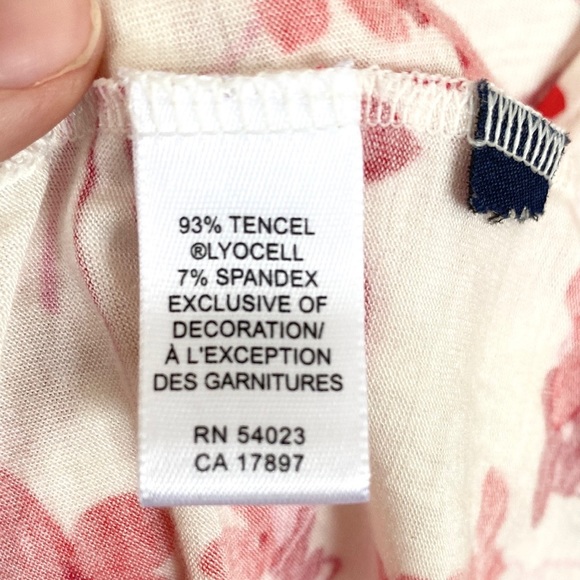 93% TENCEL
®LYOCELL
7% SPANDEX
EXCLUSIVE OF
DECORATION/
À L'EXCEPTION
DES GARNITURES
RN 54023
CA 17897